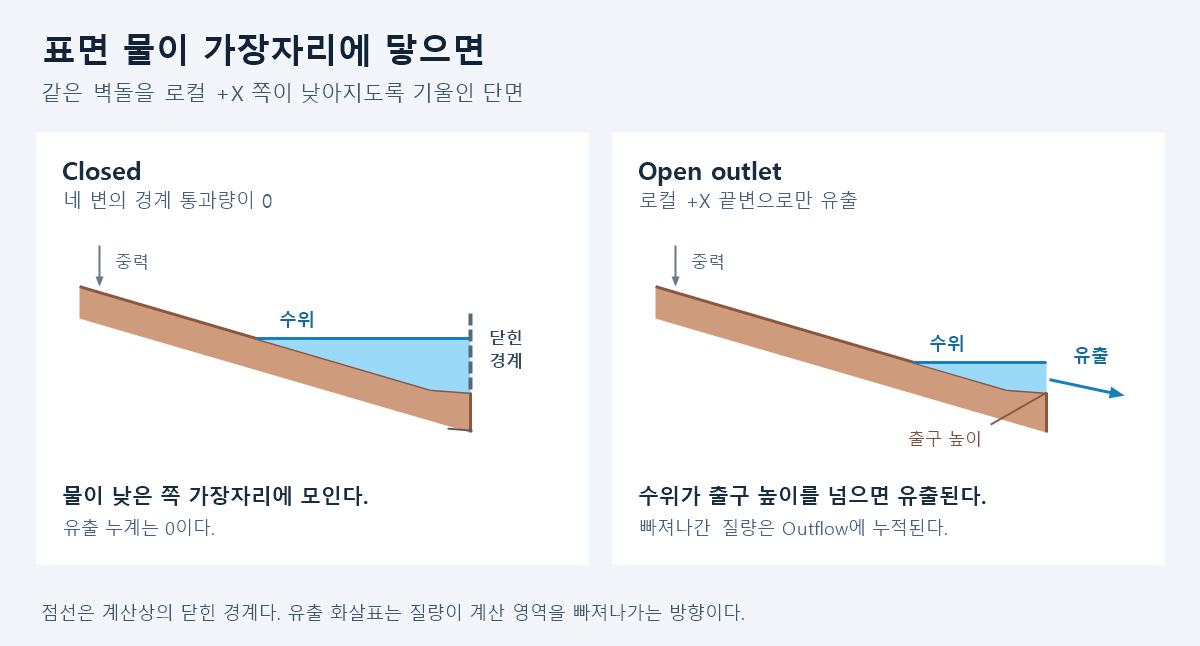 표면 물이 가장자리에 닿으면
같은 벽돌을 로컬 +X 쪽이 낮아지도록 기울인 단면
Closed
네 변의 경계 통과량이 0
중력
수위
닫힌
경계
물이 낮은 쪽 가장자리에 모인다.
유출 누계는 0이다.
Open outlet
로컬 +X 끝변으로만 유출
중력
수위
유출
출구 높이
수위가 출구 높이를 넘으면 유출된다.
빠져나간 질량은 Outflow에 누적된다.
점선은 계산상의 닫힌 경계다. 유출 화살표는 질량이 계산 영역을 빠져나가는 방향이다.